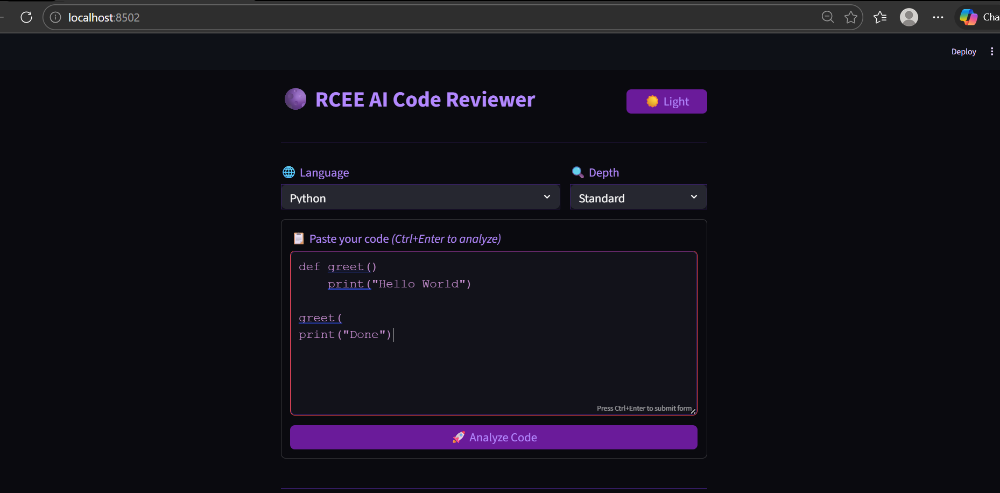 localhost:8502
Cha
Deploy
RCEE AI Code Reviewer
Light
Language
Depth
Python
Standard
Paste your code (Ctrl+Enter to analyze)
def greet()
    print("Hello World")
greet(
print("Done")
Press Ctrl+Enter to submit form
Analyze Code